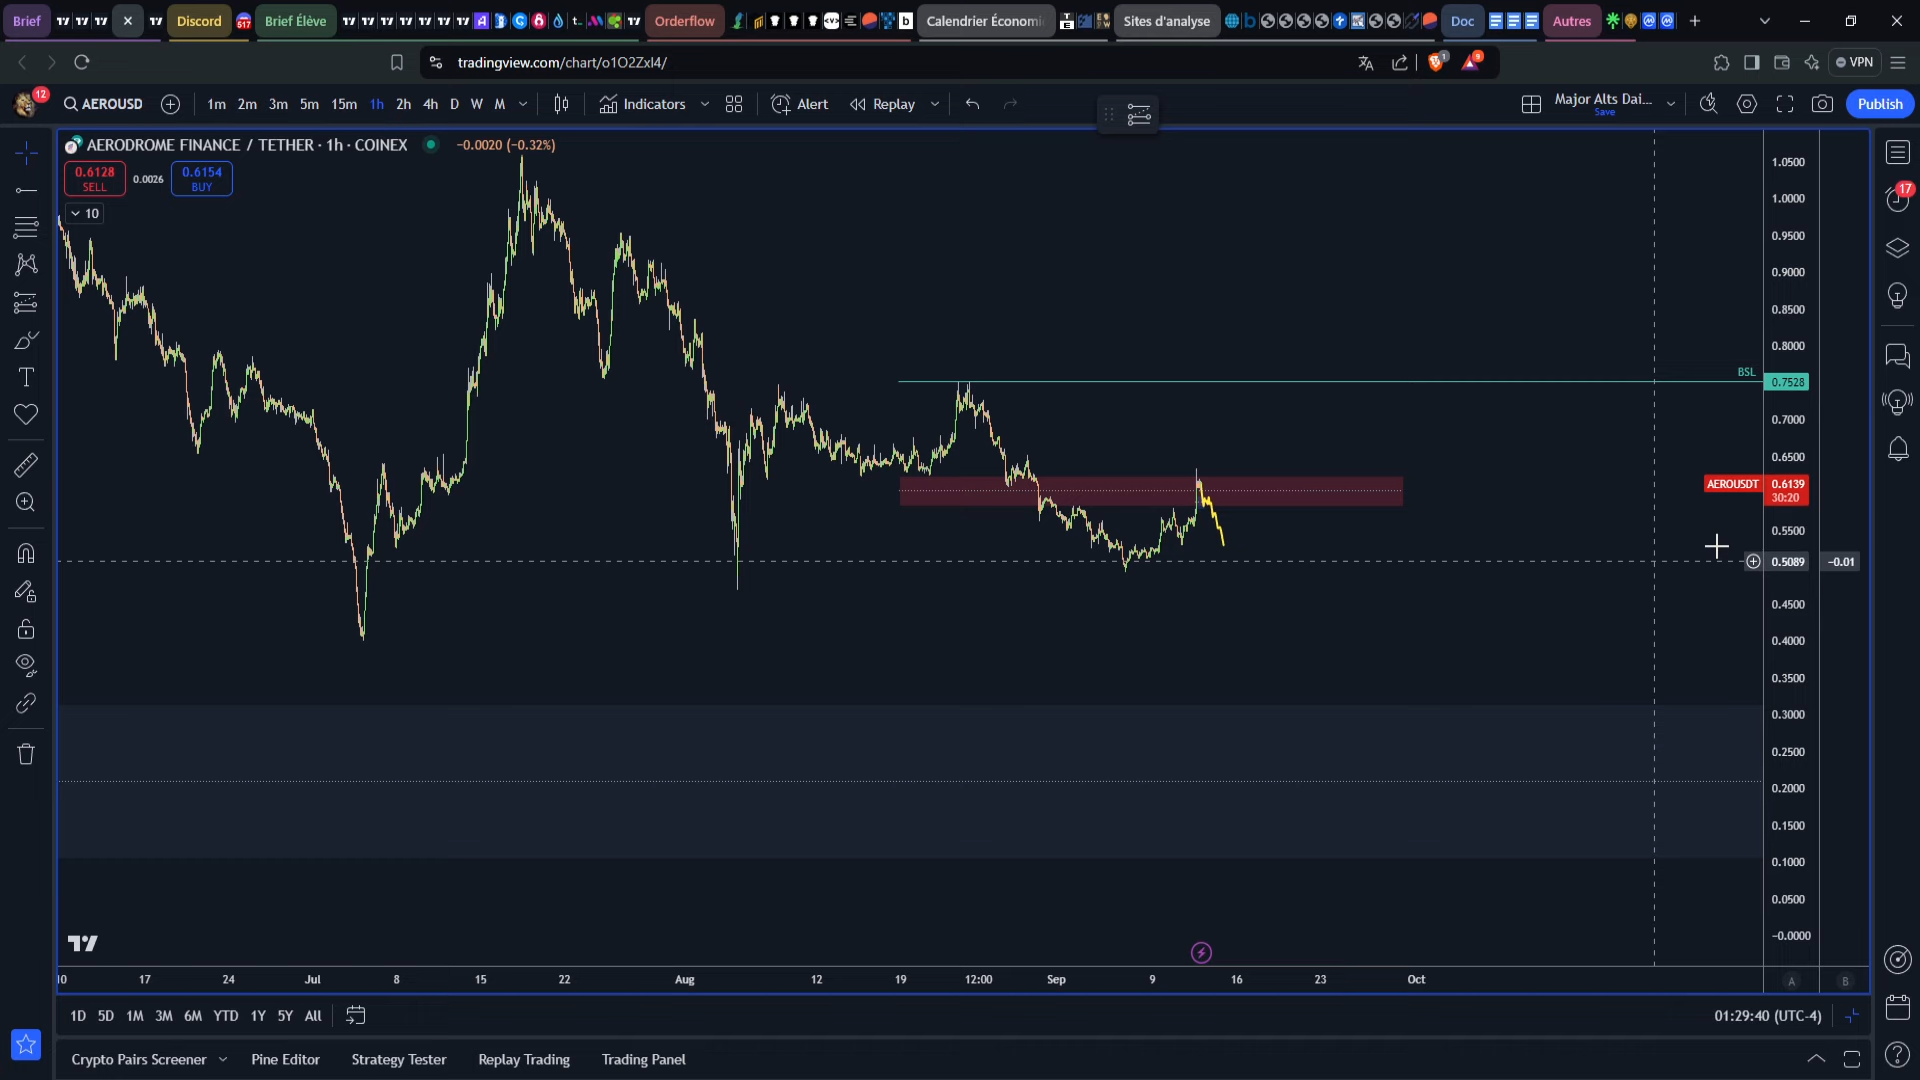 Brief
Discord
517
Brief Élève
Orderflow
Calendrier Économi
Sites d'analyse
Doc
Autres
tradingview.com/chart/o1O2Zxl4/
1
9
VPN
12
AEROUSD
1m 2m 3m 5m 15m 1h 2h 4h D W M
Indicators
Alert
Replay
Major Alts Dai...
Save
Publish
AERODROME FINANCE / TETHER · 1h · COINEX
−0.0020 (−0.32%)
0.6128
SELL
0.0026
0.6154
BUY
10
17
1.0500
1.0000
0.9500
0.9000
0.8500
0.8000
BSL
0.7528
0.7000
0.6500
AEROUSDT
0.6139
30:20
0.5500
0.5089
−0.01
0.4500
0.4000
0.3500
0.3000
0.2500
0.2000
0.1500
0.1000
0.0500
−0.0000
10 17 24 Jul 8 15 22 Aug 12 19 12:00 Sep 9 16 23 Oct
A
B
1D 5D 1M 3M 6M YTD 1Y 5Y All
01:29:40 (UTC-4)
Crypto Pairs Screener
Pine Editor
Strategy Tester
Replay Trading
Trading Panel